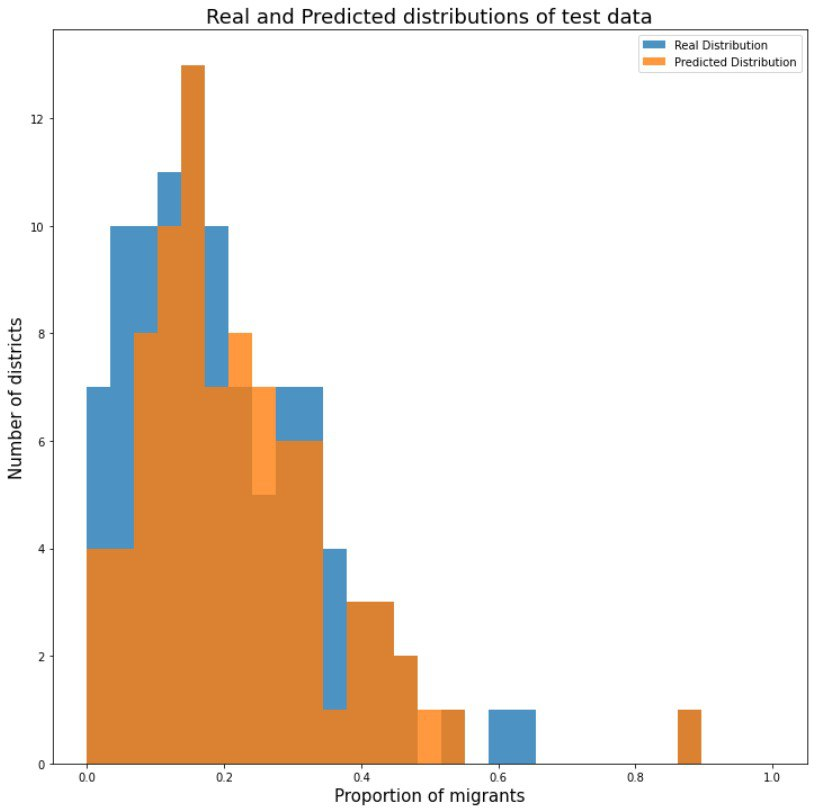 Real and Predicted distributions of test data
Real Distribution
Predicted Distribution
Number of districts
12
10
8
6
4
2
0
0.0 0.2 0.4 0.6 0.8 1.0
Proportion of migrants